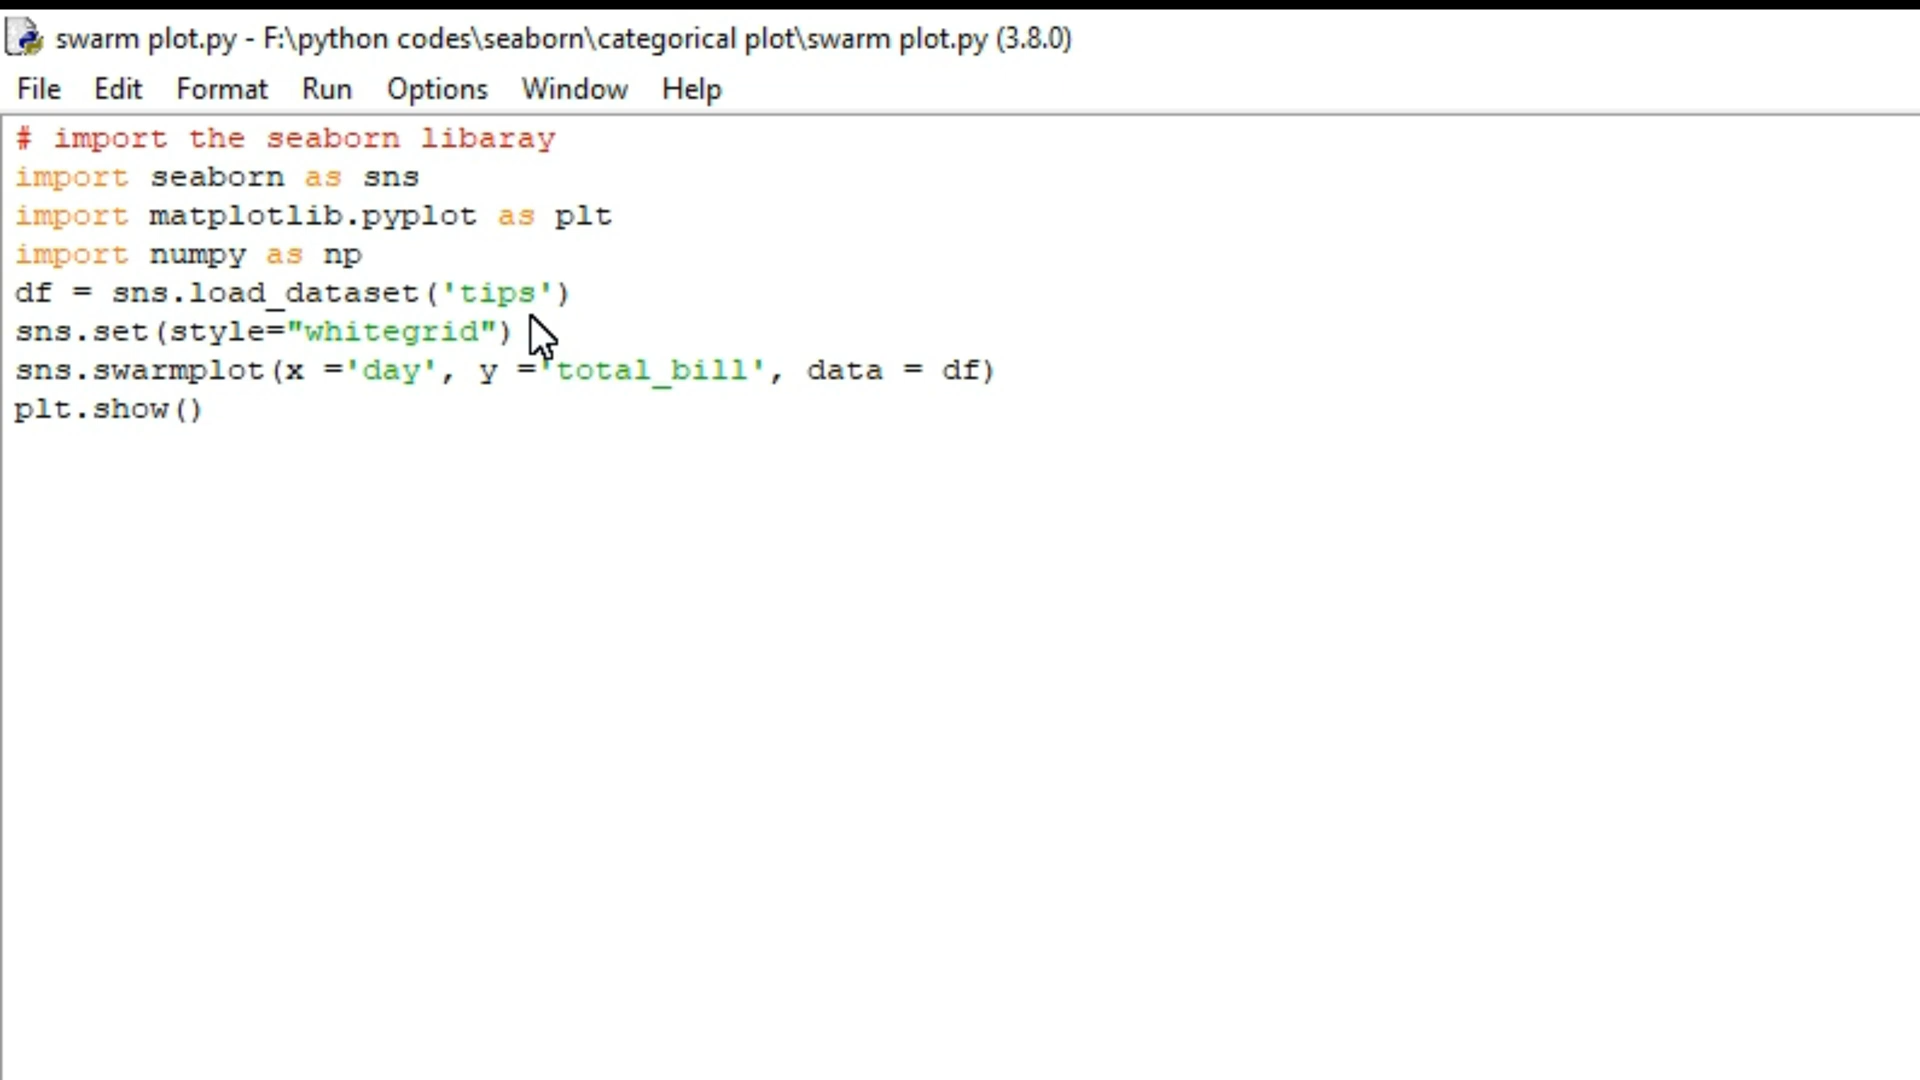 swarm plot.py - F:\python codes\seaborn\categorical plot\swarm plot.py (3.8.0)
File Edit Format Run Options Window Help
# import the seaborn libaray
import seaborn as sns
import matplotlib.pyplot as plt
import numpy as np
df = sns.load_dataset('tips')
sns.set(style="whitegrid")
sns.swarmplot(x ='day', y ='total_bill', data = df)
plt.show()